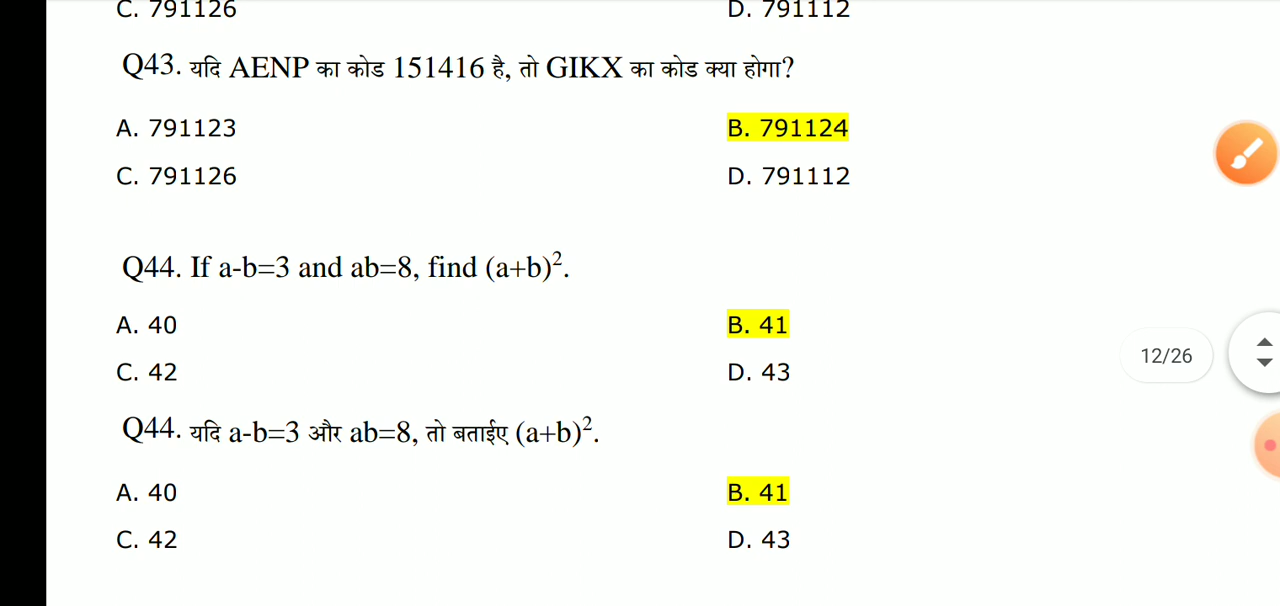 C. 791126 D. 791112
Q43. यदि AENP का कोड 151416 है, तो GIKX का कोड क्या होगा?
A. 791123 B. 791124
C. 791126 D. 791112
Q44. If a-b=3 and ab=8, find (a+b)².
A. 40 B. 41
12/26
C. 42 D. 43
Q44. यदि a-b=3 और ab=8, तो बताईए (a+b)².
A. 40 B. 41
C. 42 D. 43